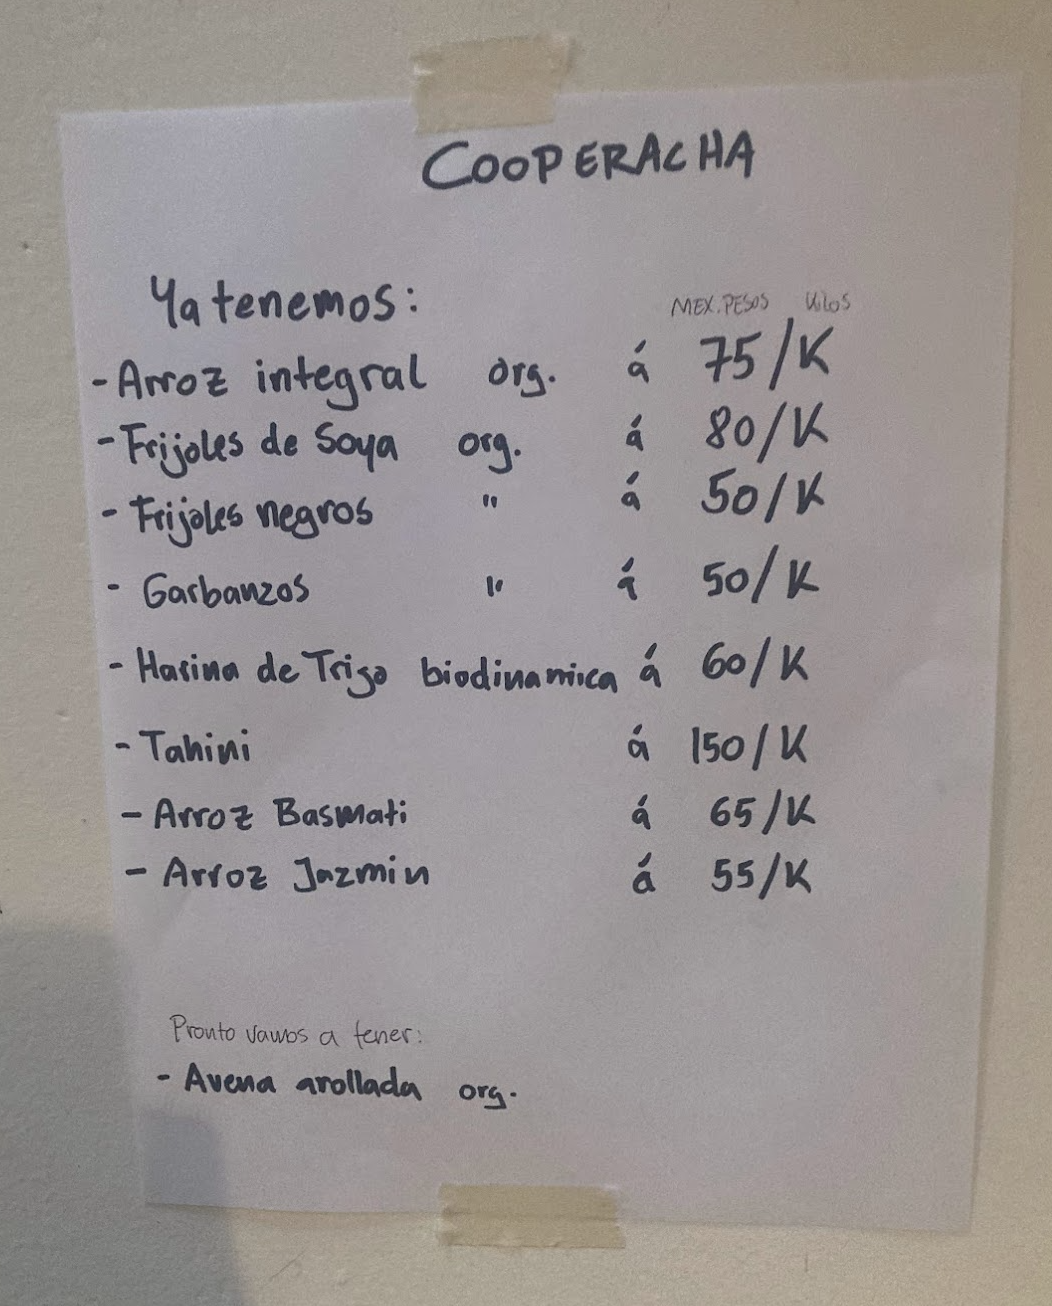 COOPERACHA
Ya tenemos:
MEX. PESOS Kilos
- Arroz integral org. á 75/K
- Frijoles de Soya org. á 80/K
- Frijoles negros " á 50/K
- Garbanzos " á 50/K
- Harina de Trigo biodinamica á 60/K
- Tahini á 150/K
- Arroz Basmati á 65/K
- Arroz Jazmin á 55/K
Pronto vamos a tener:
- Avena arollada org.